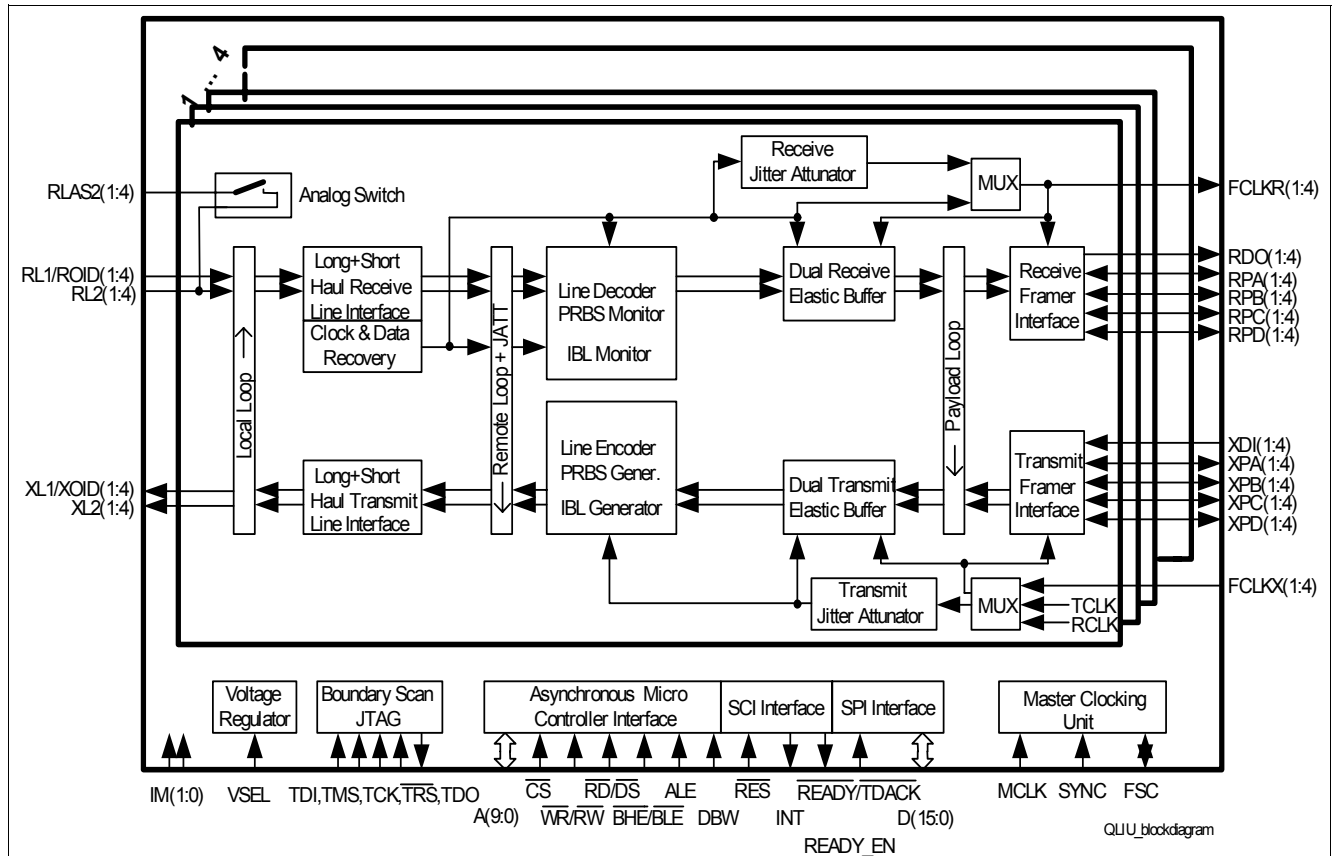 1 .... 4
Receive
Jitter Attunator
MUX
RLAS2(1:4)
Analog Switch
FCLKR(1:4)
RL1/ROID(1:4)
RL2(1:4)
Local Loop →
Long+Short
Haul Receive
Line Interface
Clock & Data
Recovery
← Remote Loop + JATT
Line Decoder
PRBS Monitor
IBL Monitor
Dual Receive
Elastic Buffer
← Payload Loop
Receive
Framer
Interface
RDO(1:4)
RPA(1:4)
RPB(1:4)
RPC(1:4)
RPD(1:4)
XL1/XOID(1:4)
XL2(1:4)
Long+Short
Haul Transmit
Line Interface
Line Encoder
PRBS Gener.
IBL Generator
Dual Transmit
Elastic Buffer
Transmit
Framer
Interface
XDI(1:4)
XPA(1:4)
XPB(1:4)
XPC(1:4)
XPD(1:4)
Transmit
Jitter Attunator
MUX
FCLKX(1:4)
TCLK
RCLK
Voltage
Regulator
Boundary Scan
JTAG
Asynchronous Micro
Controller Interface
SCI Interface
SPI Interface
Master Clocking
Unit
IM(1:0)
VSEL
TDI,TMS,TCK,TRS,TDO
A(9:0)
CS
WR/RW
RD/DS
BHE/BLE
ALE
DBW
RES
INT
READY/TDACK
READY_EN
D(15:0)
MCLK
SYNC
FSC
QLIU_blockdiagram